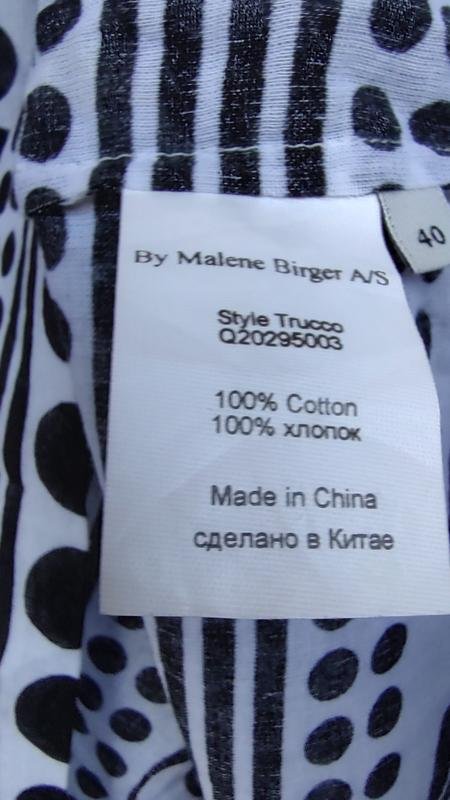 By Malene Birger A/S
40
Style Trucco
Q20295003
100% Cotton
100% хлопок
Made in China
сделано в Китае